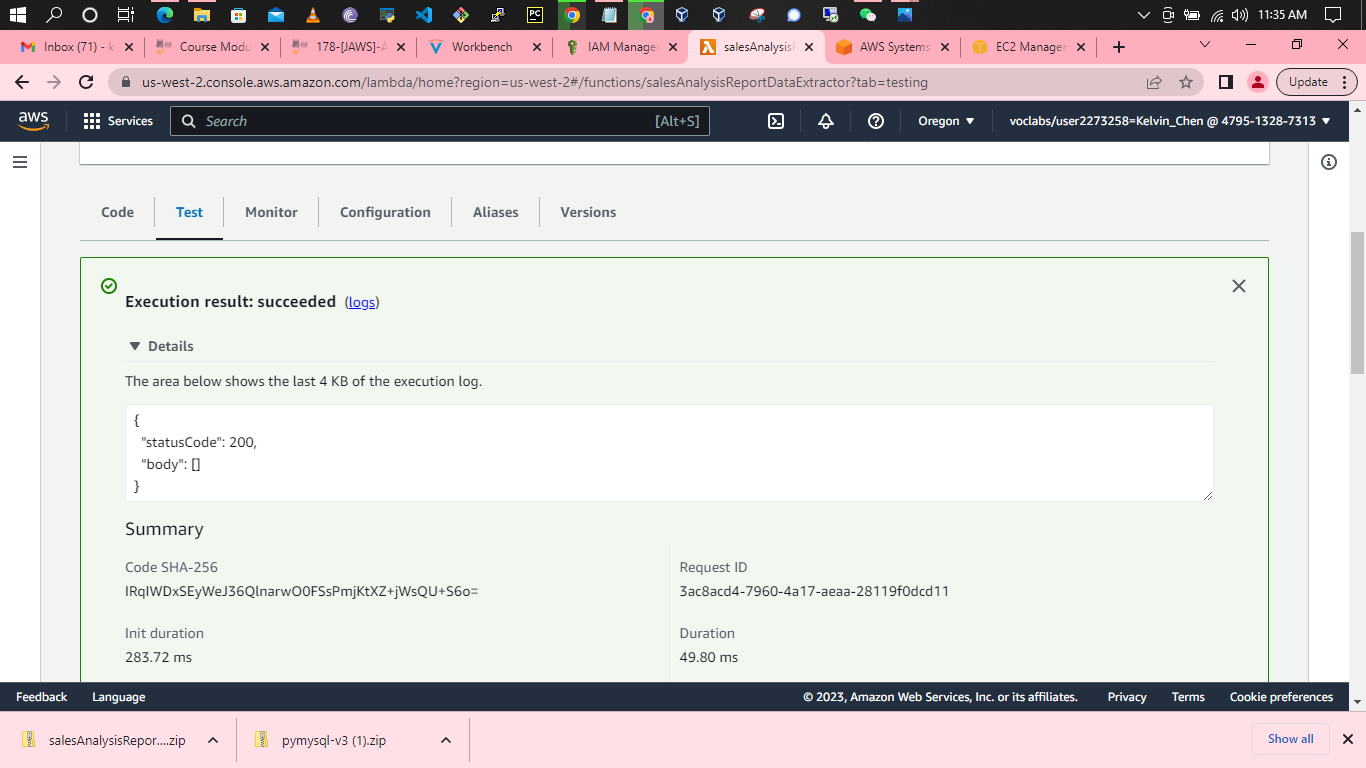 11:35 AM
Inbox (71) - k
Course Modu
178-[JAWS]-A
Workbench
IAM Manage
salesAnalysisR
AWS Systems
EC2 Manage
us-west-2.console.aws.amazon.com/lambda/home?region=us-west-2#/functions/salesAnalysisReportDataExtractor?tab=testing
Update
aws
Services
Search
[Alt+S]
Oregon
voclabs/user2273258=Kelvin_Chen @ 4795-1328-7313
Code
Test
Monitor
Configuration
Aliases
Versions
Execution result: succeeded (logs)
Details
The area below shows the last 4 KB of the execution log.
{
"statusCode": 200,
"body": []
}
Summary
Code SHA-256
IRqIWDxSEyWeJ36QlnarwO0FSsPmjKtXZ+jWsQU+S6o=
Request ID
3ac8acd4-7960-4a17-aeaa-28119f0dcd11
Init duration
283.72 ms
Duration
49.80 ms
Feedback
Language
© 2023, Amazon Web Services, Inc. or its affiliates.
Privacy
Terms
Cookie preferences
salesAnalysisRepor....zip
pymysql-v3 (1).zip
Show all